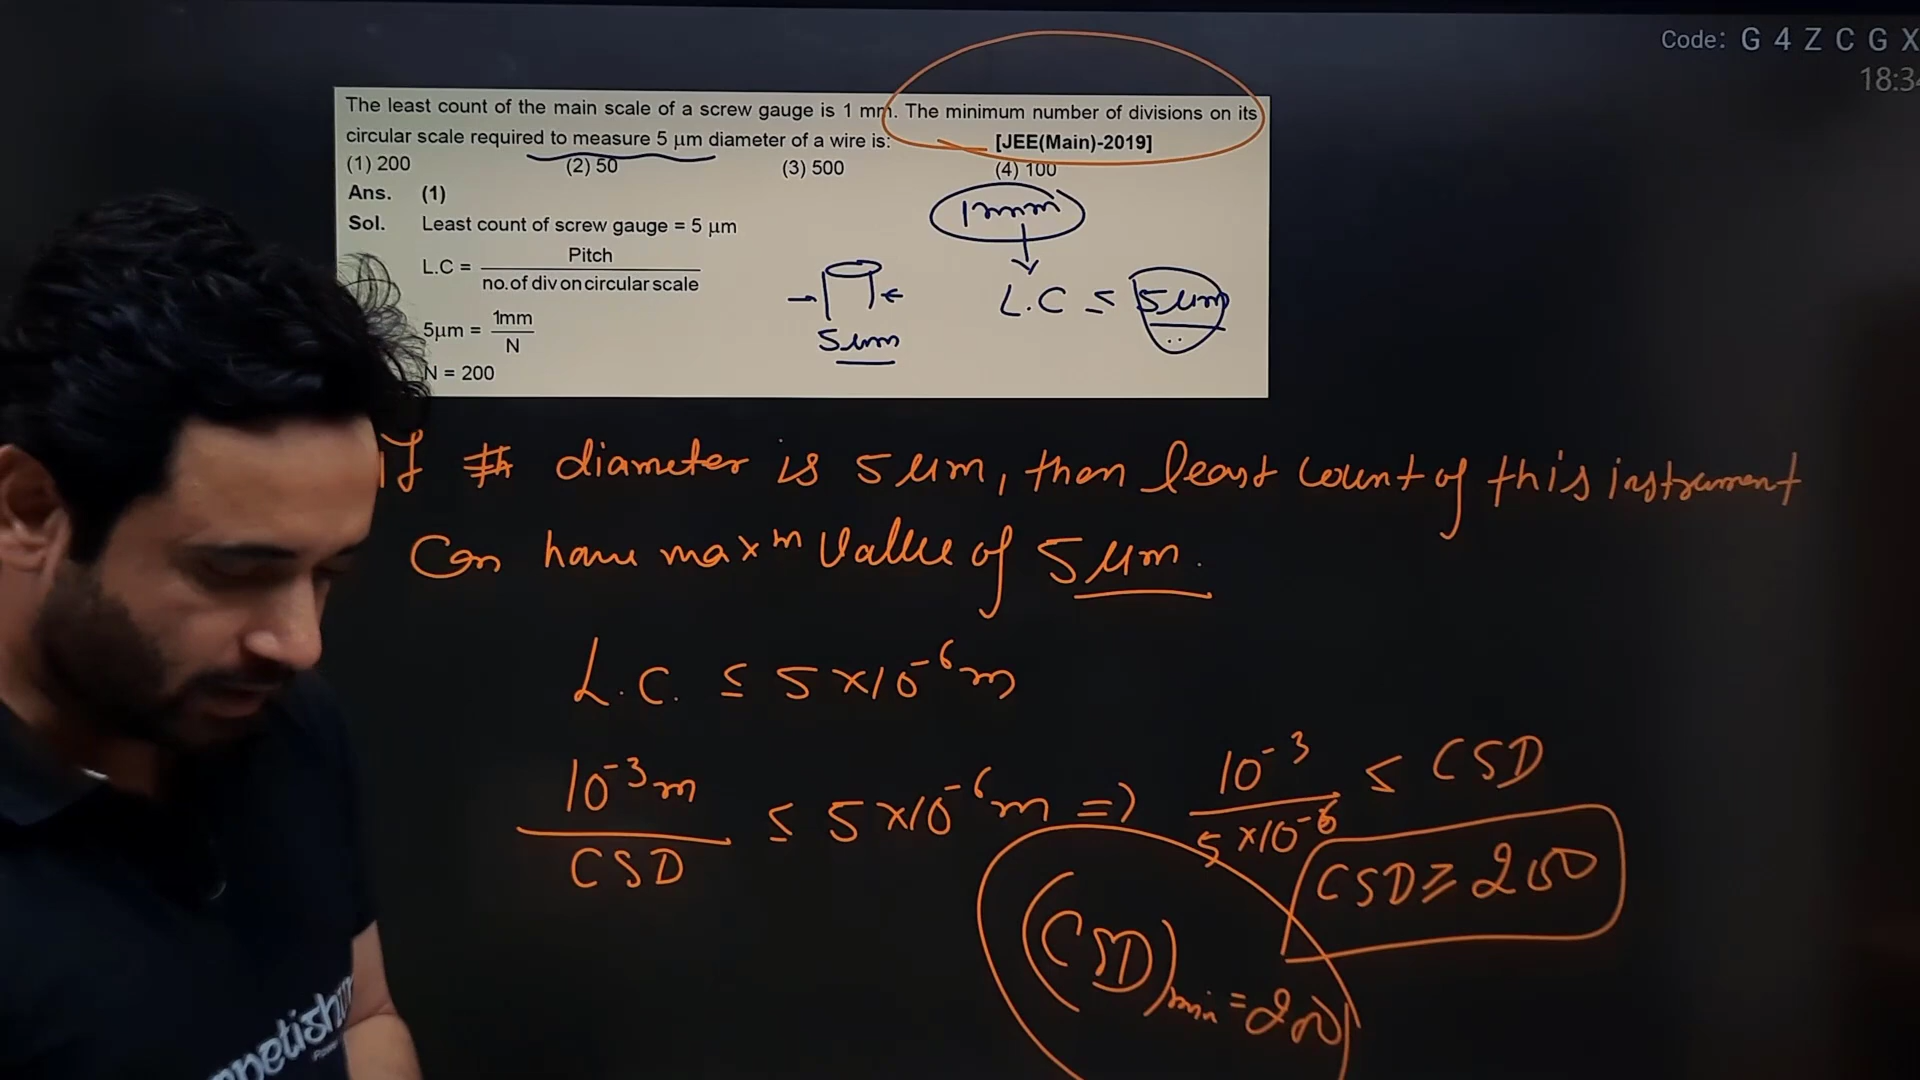 Code: G 4 Z C G X
18:3
The least count of the main scale of a screw gauge is 1 mm. The minimum number of divisions on its
circular scale required to measure 5 μm diameter of a wire is: [JEE(Main)-2019]
(1) 200 (2) 50 (3) 500 (4) 100
Ans. (1)
Sol. Least count of screw gauge = 5 μm
L.C = Pitch / no. of div on circular scale
5μm = 1mm / N
N = 200
1mm
L.C ≤ 5μm
5μm
If diameter is 5 μm, then least count of this instrument
Can have maxm Value of 5 μm.
L.C. ≤ 5×10⁻⁶m
10⁻³m / CSD ≤ 5×10⁻⁶m ⇒ 10⁻³ / 5×10⁻⁶ ≤ CSD
CSD ≥ 200
(CSD)min = 200
petish